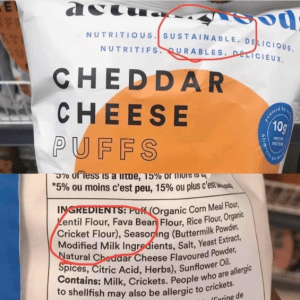 NUTRITIOUS. SUSTAINABLE. DELICIOUS.
NUTRITIFS. DURABLES. DÉLICIEUX.
CHEDDAR
CHEESE
PUFFS
10g
5% or less is a little, 15% or more is a
*5% ou moins c'est peu, 15% ou plus c'est
INGREDIENTS: Puff (Organic Corn Meal Flour,
Lentil Flour, Fava Bean Flour, Rice Flour, Organic
Cricket Flour), Seasoning (Buttermilk Powder,
Modified Milk Ingredients, Salt, Yeast Extract,
Natural Cheddar Cheese Flavoured Powder,
Spices, Citric Acid, Herbs), Sunflower Oil.
Contains: Milk, Crickets. People who are allergic
to shellfish may also be allergic to crickets.